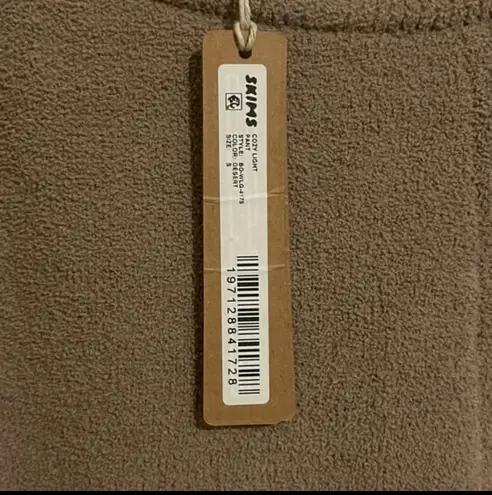 SKIMS
COZY LIGHT
PANT
STYLE: BO-WLG-4175
COLOR: DESERT
SIZE: S
197128841728